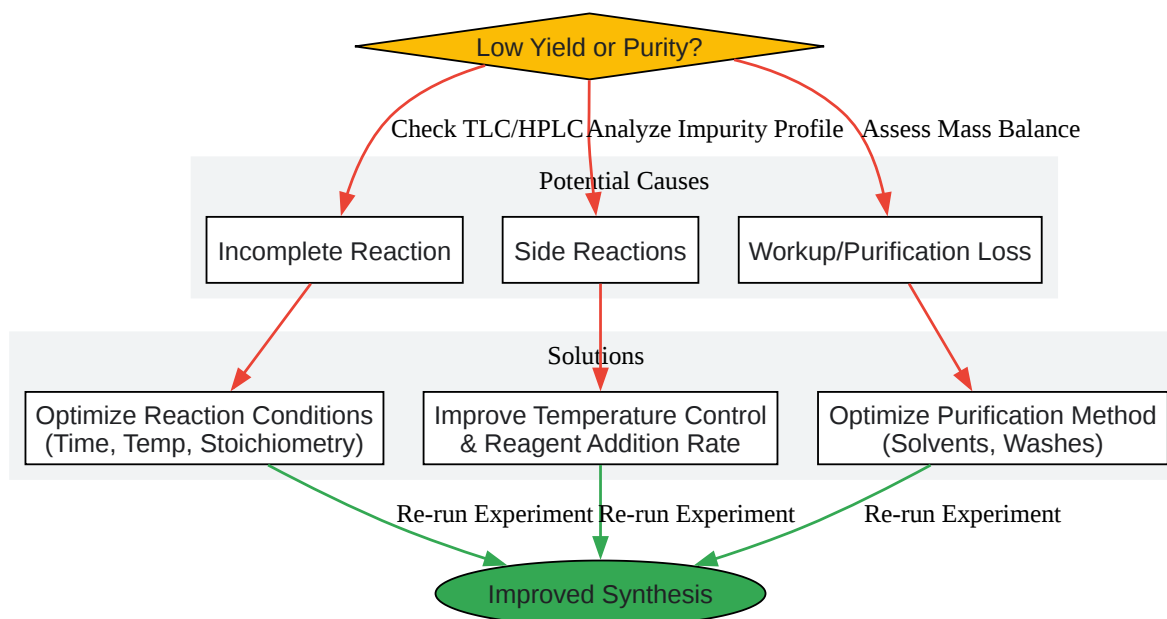 Low Yield or Purity?
Check TLC/HPLC
Analyze Impurity Profile
Assess Mass Balance
Potential Causes
Incomplete Reaction
Side Reactions
Workup/Purification Loss
Solutions
Optimize Reaction Conditions
(Time, Temp, Stoichiometry)
Improve Temperature Control
& Reagent Addition Rate
Optimize Purification Method
(Solvents, Washes)
Re-run Experiment
Re-run Experiment
Re-run Experiment
Improved Synthesis